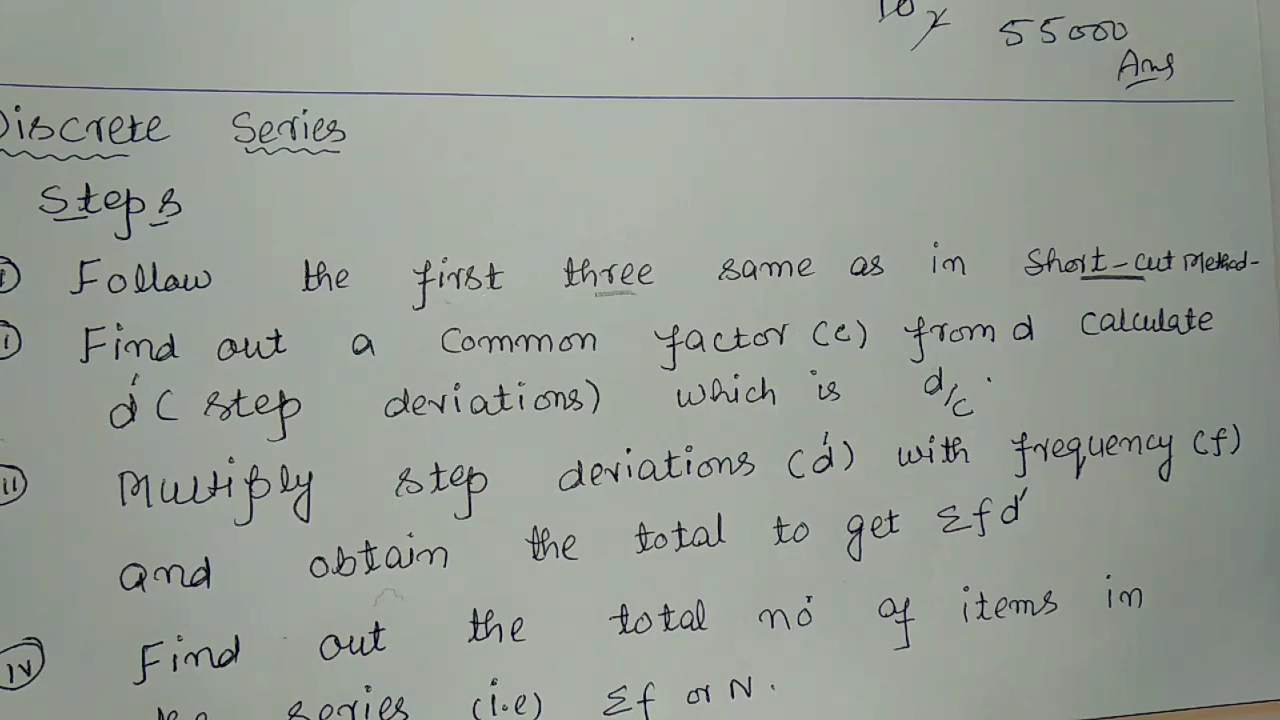 10 x 55000
Ans
Discrete Series
Steps
Follow the first three same as in Short-cut Method-
Find out a common factor (c) from d calculate
d' ( step deviations) which is d/c.
Multiply step deviations (d') with frequency (f)
and obtain the total to get Σfd'
iv Find out the total no of items in
series (i.e) Σf or N.